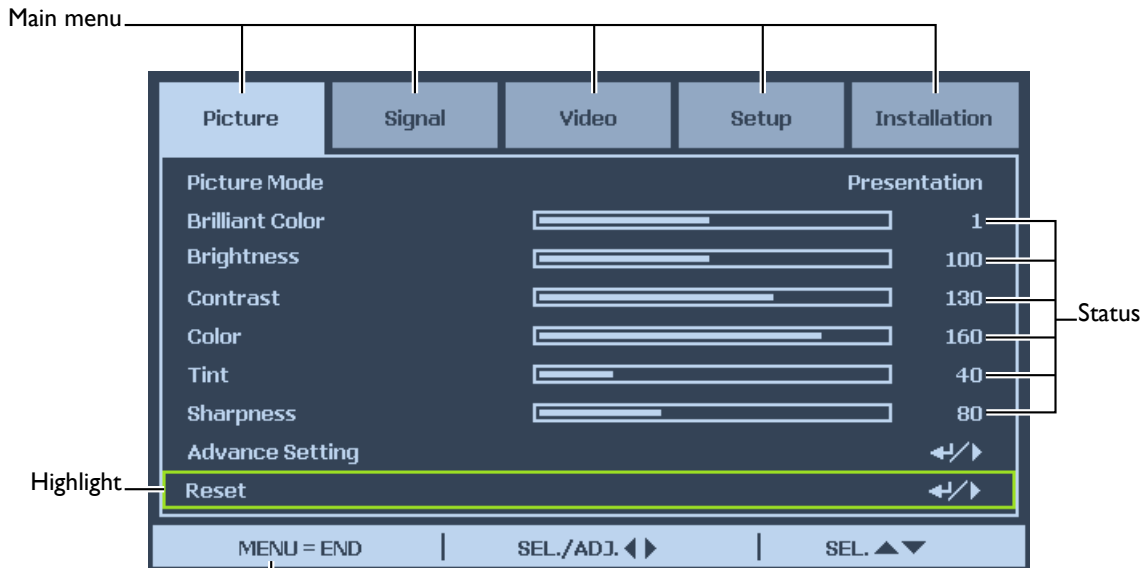 Main menu
Picture Signal Video Setup Installation
Picture Mode Presentation
Brilliant Color 1
Brightness 100
Contrast 130
Color 160
Tint 40
Sharpness 80
Status
Advance Setting ↵/▶
Highlight
Reset ↵/▶
MENU = END | SEL./ADJ. ◀ ▶ | SEL. ▲▼